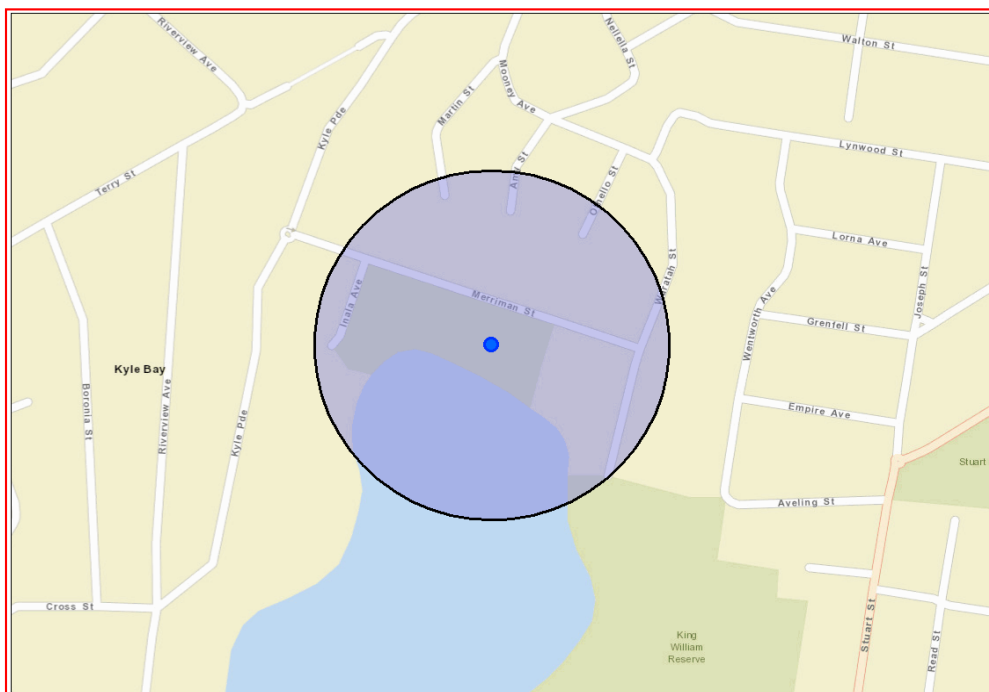 Riverview Ave
Nellella St
Walton St
Mooney Ave
Martin St
Kyle Pde
Lynwood St
Amy St
Terry St
Othello St
Lorna Ave
Waratah St
Joseph St
Inala Ave
Merriman St
Wentworth Ave
Grenfell St
Kyle Bay
Boronia St
Riverview Ave
Kyle Pde
Empire Ave
Stuart
Aveling St
Cross St
Stuart St
Read St
King
William
Reserve